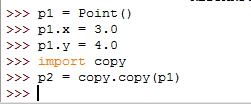 >>> p1 = Point()
>>> p1.x = 3.0
>>> p1.y = 4.0
>>> import copy
>>> p2 = copy.copy(p1)
>>>